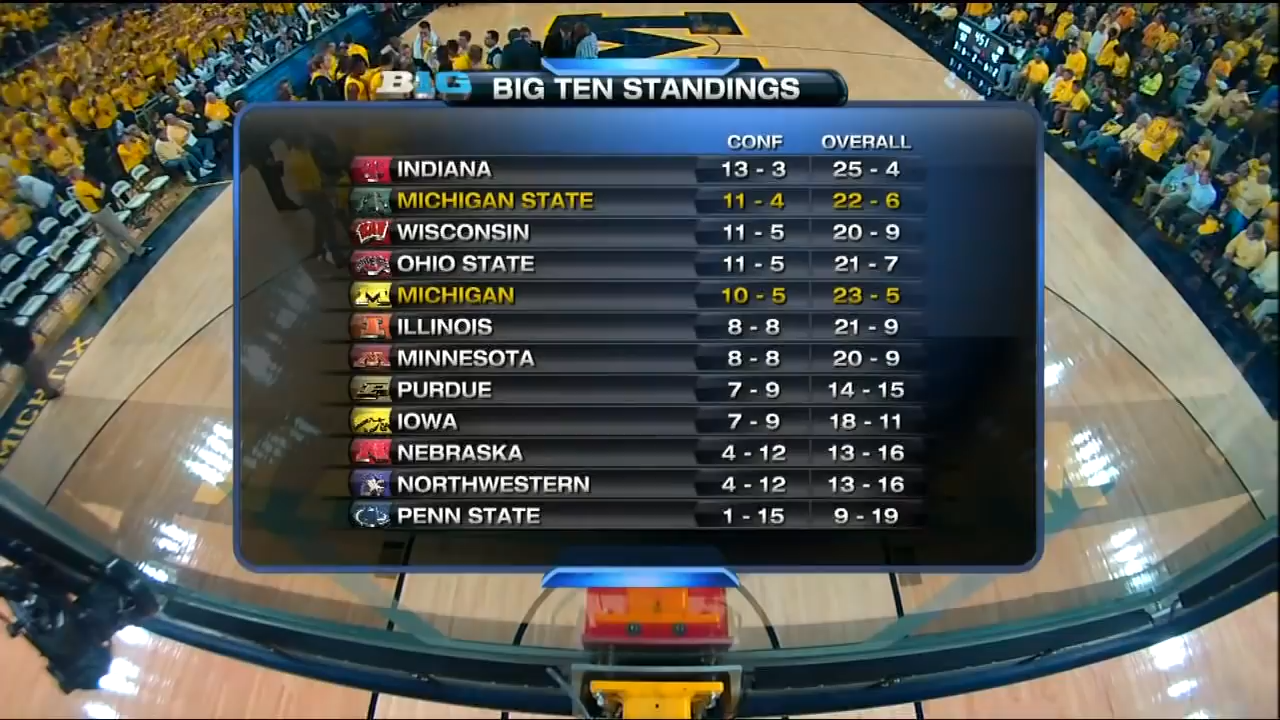 B1G BIG TEN STANDINGS
CONF OVERALL
INDIANA 13 - 3 25 - 4
MICHIGAN STATE 11 - 4 22 - 6
WISCONSIN 11 - 5 20 - 9
OHIO STATE 11 - 5 21 - 7
MICHIGAN 10 - 5 23 - 5
ILLINOIS 8 - 8 21 - 9
MINNESOTA 8 - 8 20 - 9
PURDUE 7 - 9 14 - 15
IOWA 7 - 9 18 - 11
NEBRASKA 4 - 12 13 - 16
NORTHWESTERN 4 - 12 13 - 16
PENN STATE 1 - 15 9 - 19